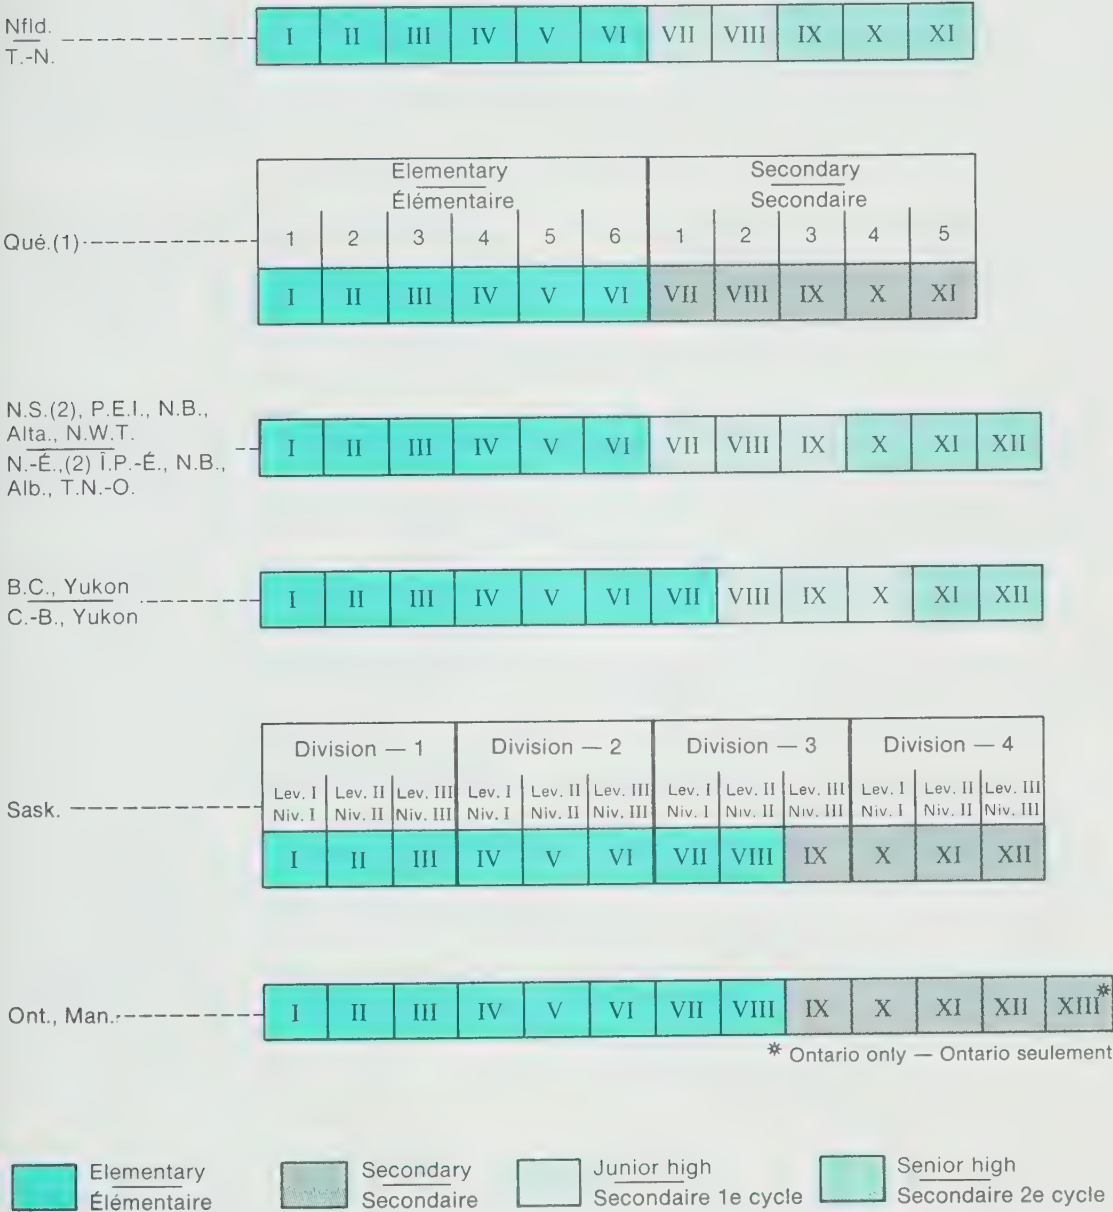 Nfld.
T.-N.
I II III IV V VI VII VIII IX X XI
Elementary Secondary
Élémentaire Secondaire
Qué.(1) 1 2 3 4 5 6 1 2 3 4 5
I II III IV V VI VII VIII IX X XI
N.S.(2), P.E.I., N.B.,
Alta., N.W.T.
N.-É.,(2) Î.P.-É., N.B.,
Alb., T.N.-O.
I II III IV V VI VII VIII IX X XI XII
B.C., Yukon
C.-B., Yukon
I II III IV V VI VII VIII IX X XI XII
Division — 1 Division — 2 Division — 3 Division — 4
Sask.
Lev. I Lev. II Lev. III Lev. I Lev. II Lev. III Lev. I Lev. II Lev. III Lev. I Lev. II Lev. III
Niv. I Niv. II Niv. III Niv. I Niv. II Niv. III Niv. I Niv. II Niv. III Niv. I Niv. II Niv. III
I II III IV V VI VII VIII IX X XI XII
Ont., Man. I II III IV V VI VII VIII IX X XI XII XIII*
* Ontario only — Ontario seulement
Elementary Secondary Junior high Senior high
Élémentaire Secondaire Secondaire 1e cycle Secondaire 2e cycle